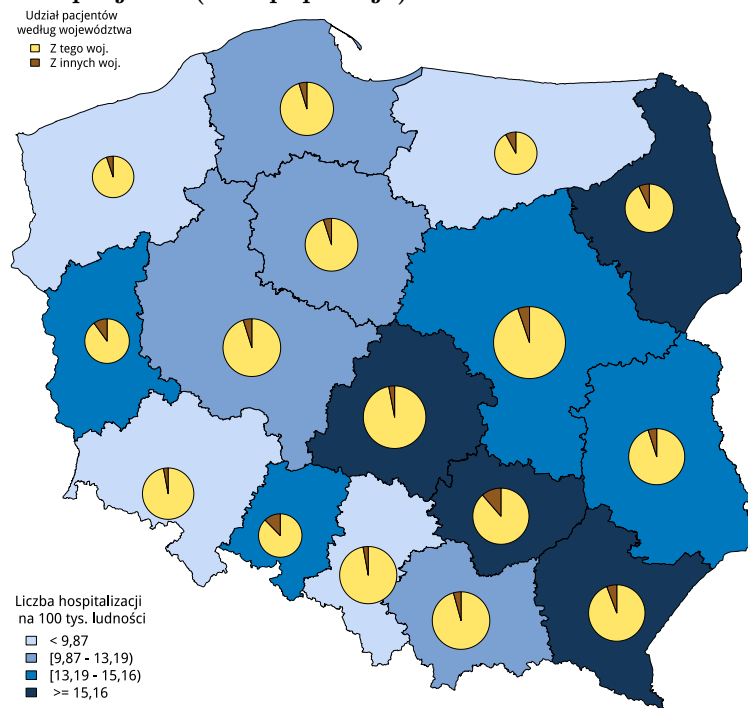 Udział pacjentów
według województwa
Z tego woj.
Z innych woj.
Liczba hospitalizacji
na 100 tys. ludności
< 9,87
[9,87 - 13,19)
[13,19 - 15,16)
>= 15,16